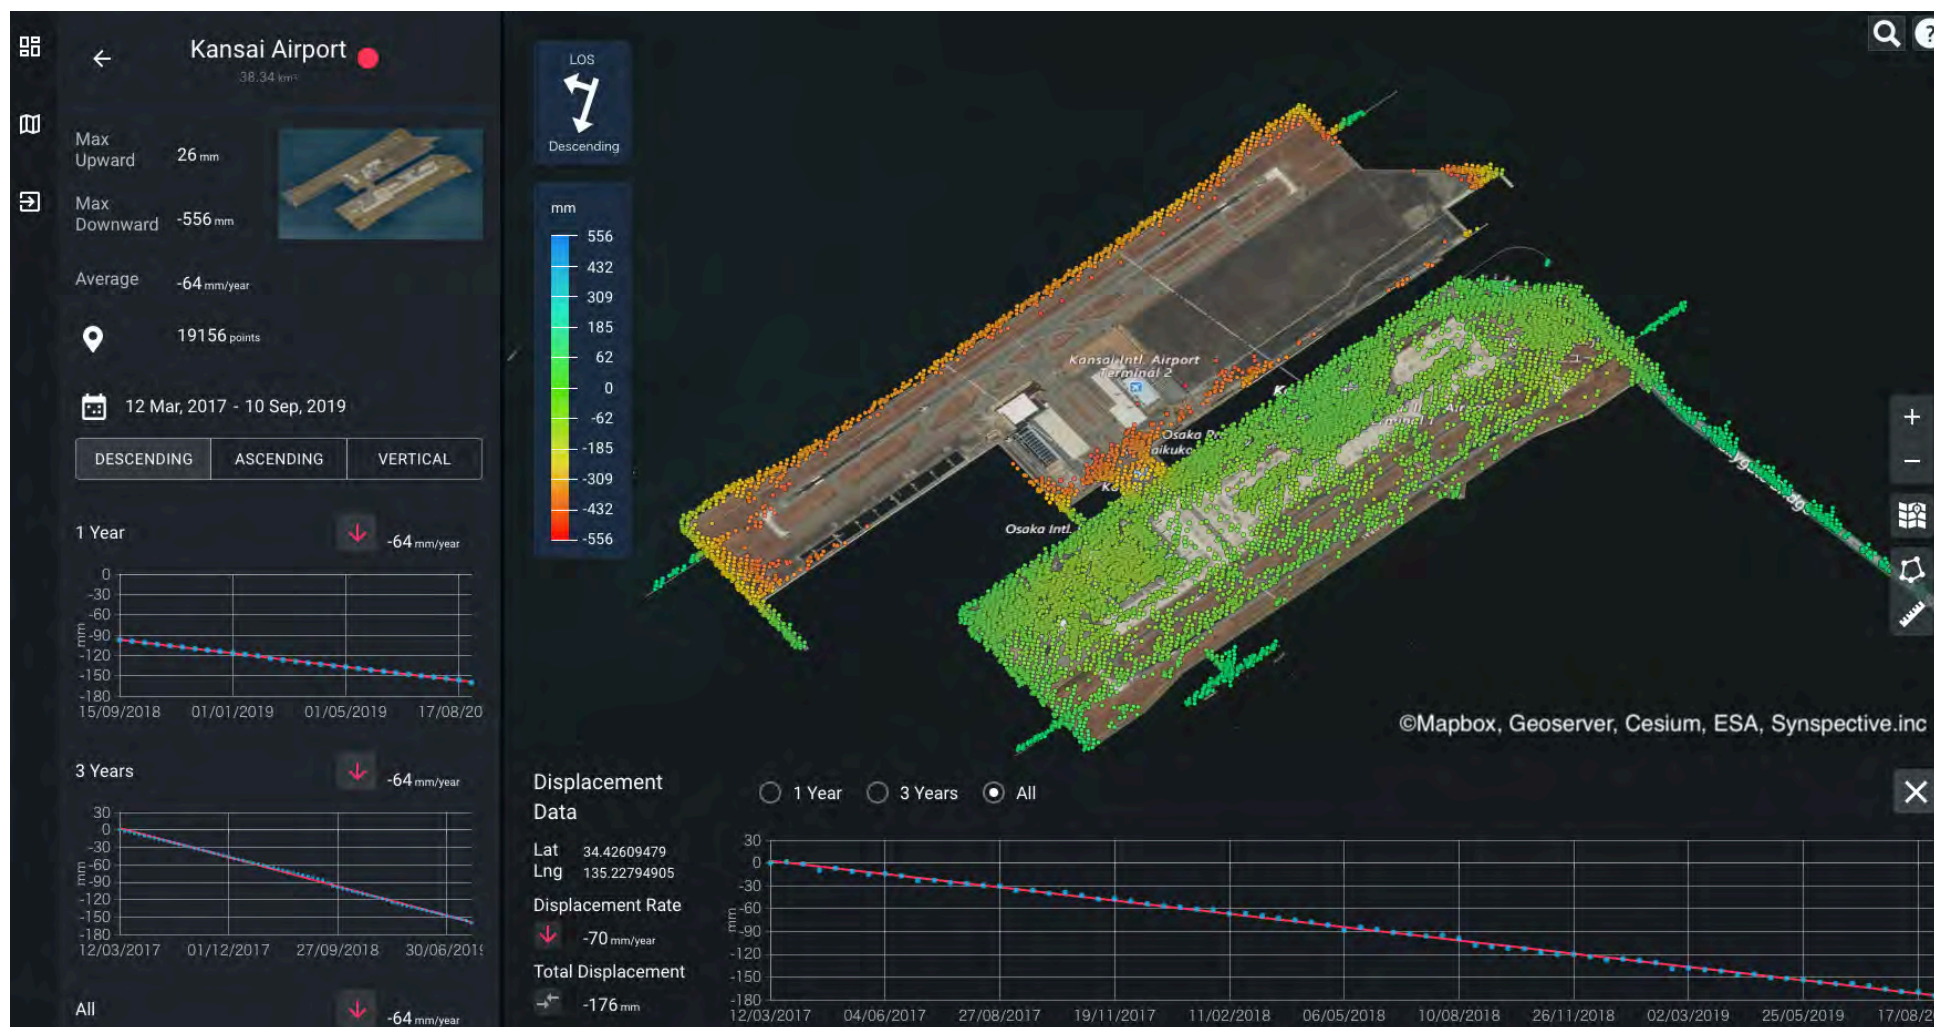 Kansai Airport
38.34 km²
Max
Upward
26 mm
Max
Downward
-556 mm
Average
-64 mm/year
19156 points
12 Mar, 2017 - 10 Sep, 2019
DESCENDING
ASCENDING
VERTICAL
1 Year
-64 mm/year
0
-30
-60
-90
-120
-150
-180
mm
15/09/2018
01/01/2019
01/05/2019
17/08/20
3 Years
-64 mm/year
30
0
-30
-60
-90
-120
-150
-180
mm
12/03/2017
01/12/2017
27/09/2018
30/06/2019
All
-64 mm/year
LOS
Descending
mm
556
432
309
185
62
0
-62
-185
-309
-432
-556
Kansai Intl. Airport
Terminal 2
Osaka
Osaka Intl.
?
+
−
©Mapbox, Geoserver, Cesium, ESA, Synspective.inc
Displacement
Data
1 Year
3 Years
All
Lat 34.42609479
Lng 135.22794905
Displacement Rate
-70 mm/year
Total Displacement
-176 mm
30
0
-30
-60
-90
-120
-150
-180
mm
12/03/2017
04/06/2017
27/08/2017
19/11/2017
11/02/2018
06/05/2018
10/08/2018
26/11/2018
02/03/2019
25/05/2019
17/08/2